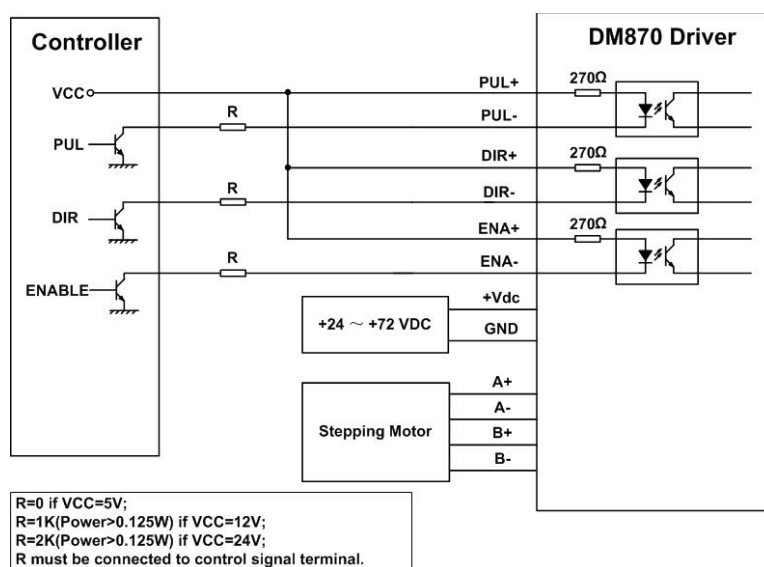 Controller
DM870 Driver
VCC
PUL+
270Ω
PUL
R
PUL-
DIR+
270Ω
DIR
R
DIR-
ENA+
270Ω
ENABLE
R
ENA-
+Vdc
+24 ～ +72 VDC
GND
A+
A-
Stepping Motor
B+
B-
R=0 if VCC=5V;
R=1K(Power>0.125W) if VCC=12V;
R=2K(Power>0.125W) if VCC=24V;
R must be connected to control signal terminal.